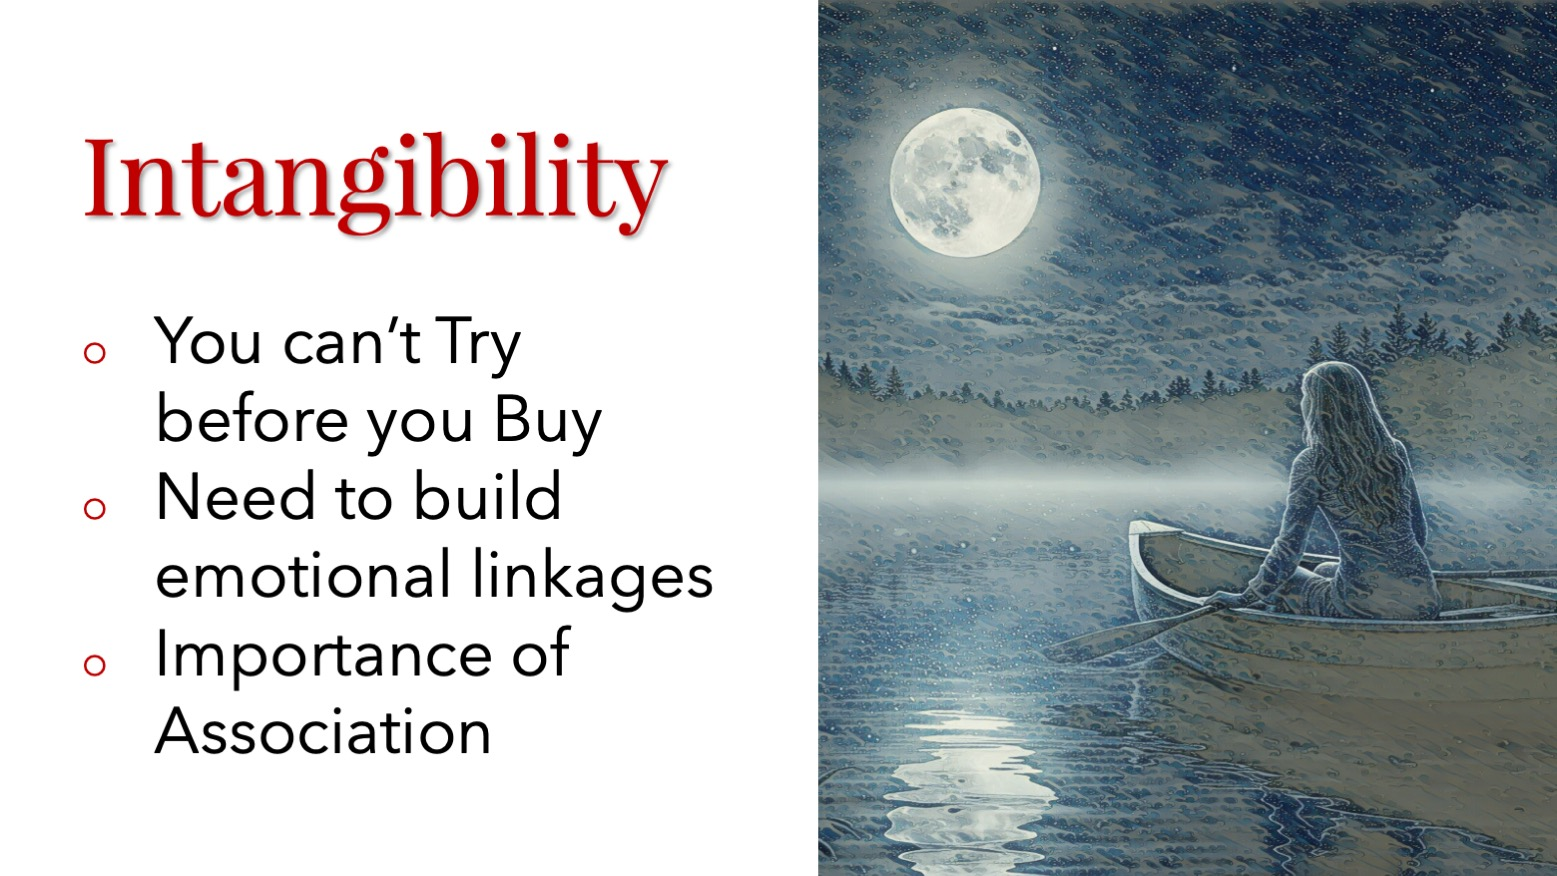 Intangibility
You can’t Try
before you Buy
Need to build
emotional linkages
Importance of
Association